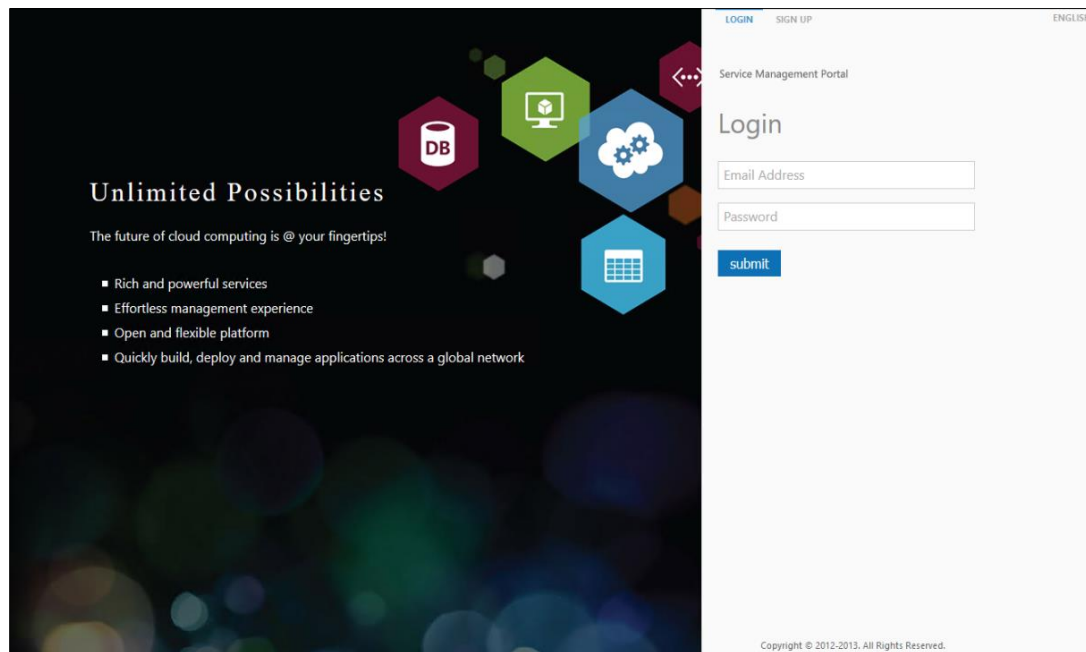 LOGIN SIGN UP ENGLISH
Service Management Portal
Login
Email Address
Password
submit
DB
Unlimited Possibilities
The future of cloud computing is @ your fingertips!
Rich and powerful services
Effortless management experience
Open and flexible platform
Quickly build, deploy and manage applications across a global network
Copyright © 2012-2013. All Rights Reserved.